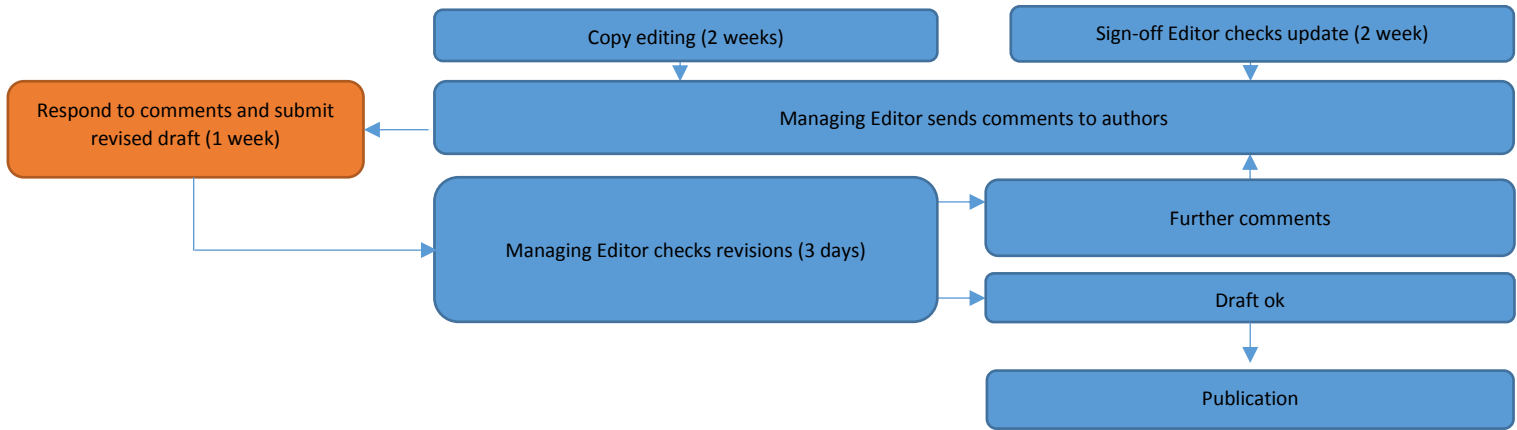 Copy editing (2 weeks)
Sign-off Editor checks update (2 week)
Respond to comments and submit
revised draft (1 week)
Managing Editor sends comments to authors
Managing Editor checks revisions (3 days)
Further comments
Draft ok
Publication